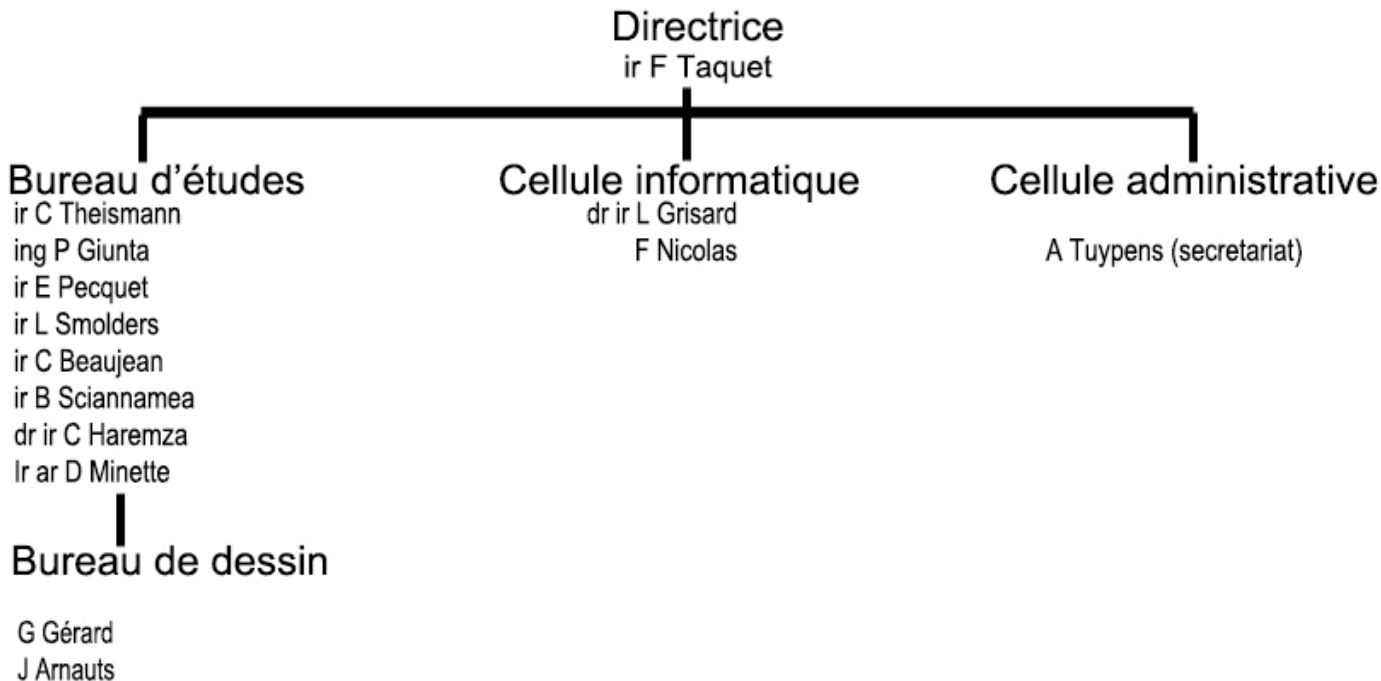 Directrice
ir F Taquet
Bureau d'études
ir C Theismann
ing P Giunta
ir E Pecquet
ir L Smolders
ir C Beaujean
ir B Sciannamea
dr ir C Haremza
Ir ar D Minette
Bureau de dessin
G Gérard
J Arnauts
Cellule informatique
dr ir L Grisard
F Nicolas
Cellule administrative
A Tuypens (secretariat)